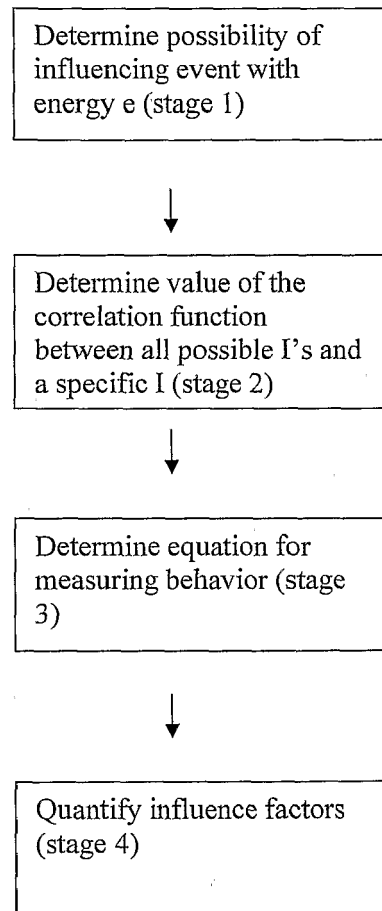 Determine possibility of
influencing event with
energy e (stage 1)
Determine value of the
correlation function
between all possible I's and
a specific I (stage 2)
Determine equation for
measuring behavior (stage
3)
Quantify influence factors
(stage 4)